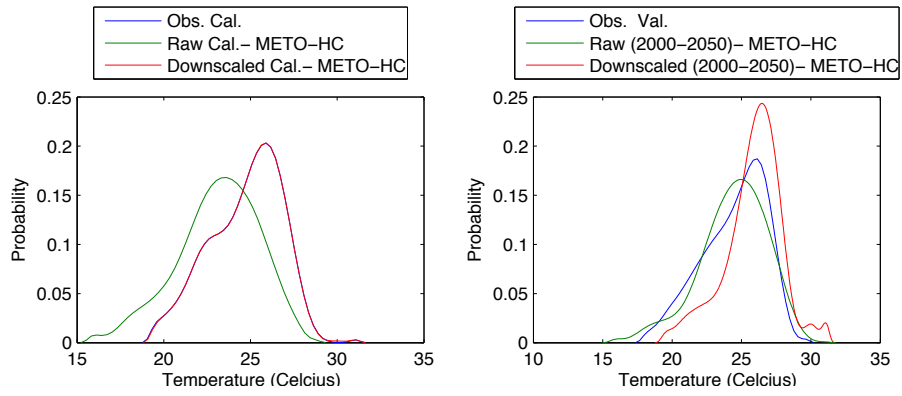 Obs. Cal.
Raw Cal.− METO−HC
Downscaled Cal.− METO−HC
0.25
0.2
0.15
0.1
0.05
0
Probability
15
20
25
30
35
Temperature (Celcius)
Obs. Val.
Raw (2000−2050)− METO−HC
Downscaled (2000−2050)− METO−HC
0.25
0.2
0.15
0.1
0.05
0
Probability
10
15
20
25
30
35
Temperature (Celcius)